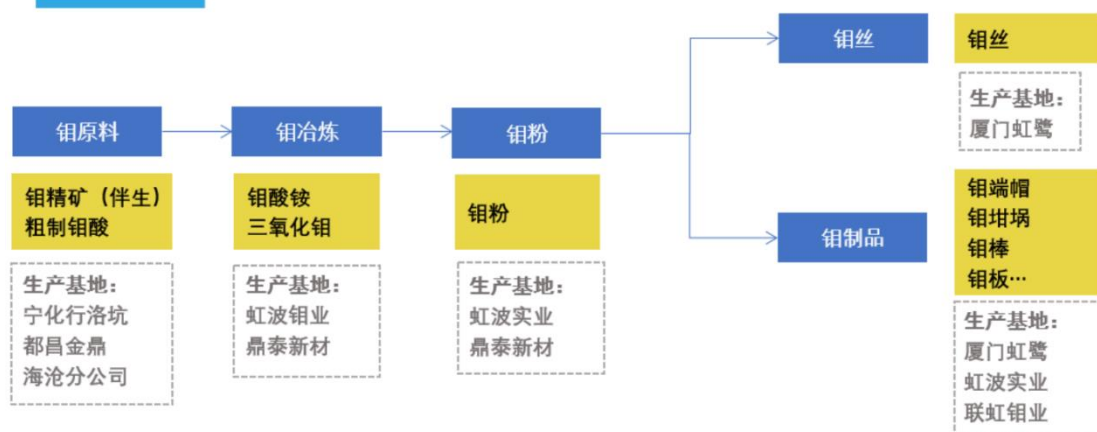 钼原料
钼精矿（伴生）
粗制钼酸
生产基地：
宁化行洛坑
都昌金鼎
海沧分公司
钼冶炼
钼酸铵
三氧化钼
生产基地：
虹波钼业
鼎泰新材
钼粉
钼粉
生产基地：
虹波实业
鼎泰新材
钼丝
钼丝
生产基地：
厦门虹鹭
钼制品
钼端帽
钼坩埚
钼棒
钼板…
生产基地：
厦门虹鹭
虹波实业
联虹钼业